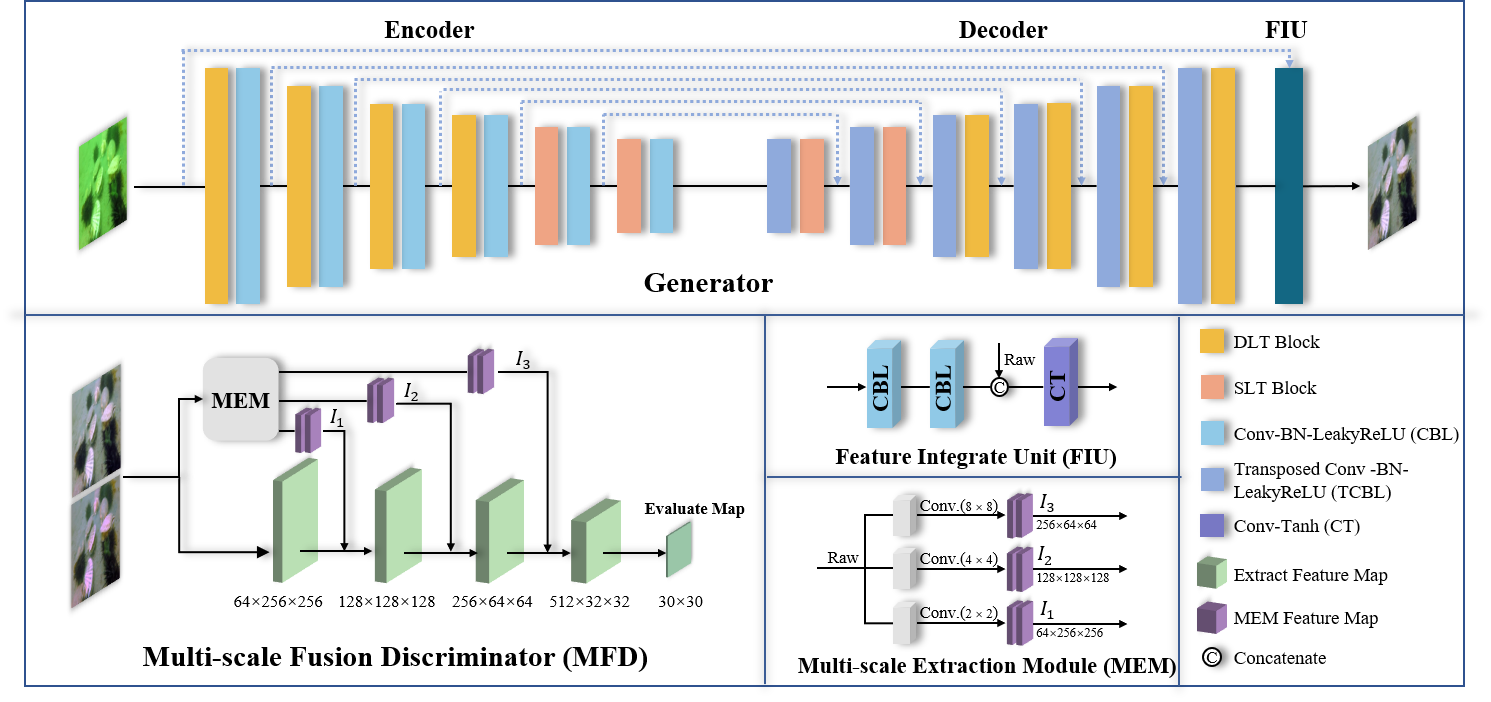 Encoder
Decoder
FIU
Generator
MEM
I₁
I₂
I₃
Evaluate Map
64×256×256
128×128×128
256×64×64
512×32×32
30×30
Multi-scale Fusion Discriminator (MFD)
CBL
CBL
Raw
©
CT
Feature Integrate Unit (FIU)
Raw
Conv.(8 × 8)
I₃
256×64×64
Conv.(4 × 4)
I₂
128×128×128
Conv.(2 × 2)
I₁
64×256×256
Multi-scale Extraction Module (MEM)
DLT Block
SLT Block
Conv-BN-LeakyReLU (CBL)
Transposed Conv -BN-
LeakyReLU (TCBL)
Conv-Tanh (CT)
Extract Feature Map
MEM Feature Map
© Concatenate